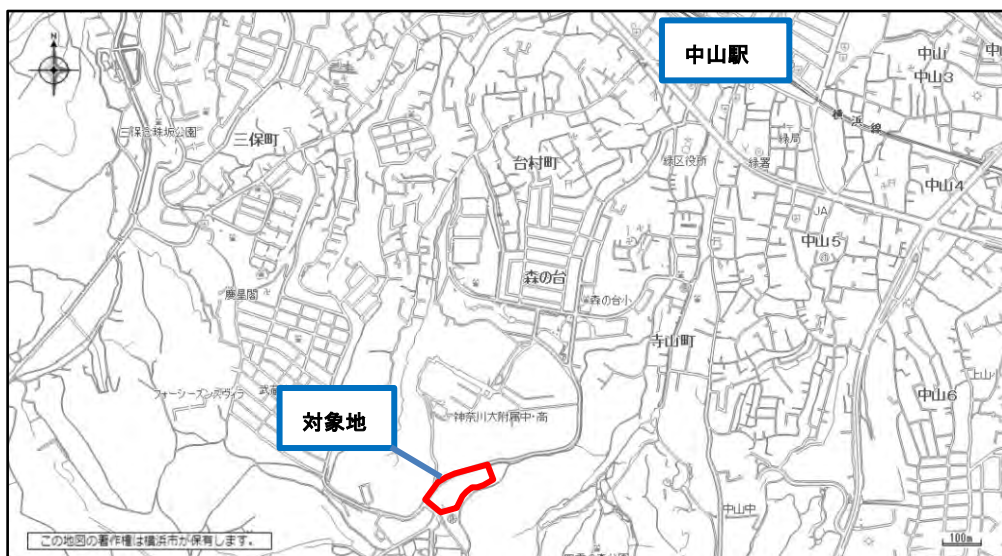 N
中山駅
中山
中山3
横浜線
三保念珠坂公園
三保町
台村町
緑区役所
緑署
緑局
中山4
JA
中山5
森の台
慶星閣
森の台小
寺山町
フォーシーズンズヴィラ
上山小
中山6
対象地
神奈川大附属中・高
中山中
この地図の著作権は横浜市が保有します。
100m